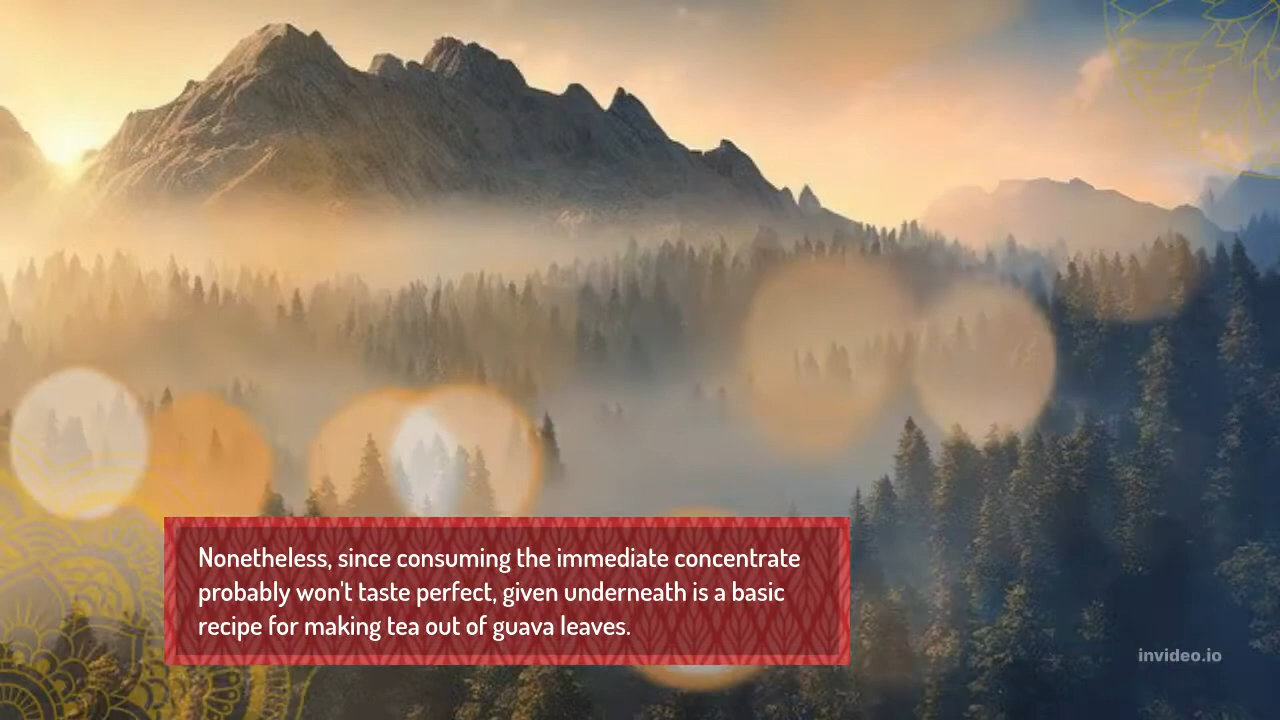 Nonetheless, since consuming the immediate concentrate
probably won't taste perfect, given underneath is a basic
recipe for making tea out of guava leaves.
invideo.io